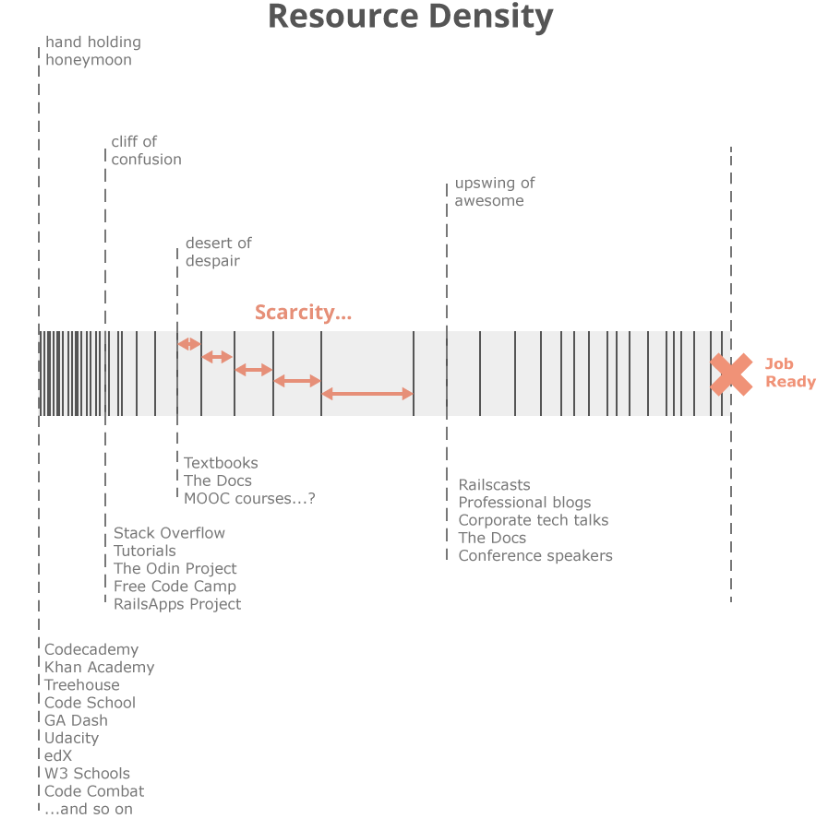 Resource Density
hand holding
honeymoon
cliff of
confusion
upswing of
awesome
desert of
despair
Scarcity...
Job
Ready
Textbooks
The Docs
MOOC courses...?
Railscasts
Professional blogs
Corporate tech talks
The Docs
Conference speakers
Stack Overflow
Tutorials
The Odin Project
Free Code Camp
RailsApps Project
Codecademy
Khan Academy
Treehouse
Code School
GA Dash
Udacity
edX
W3 Schools
Code Combat
...and so on